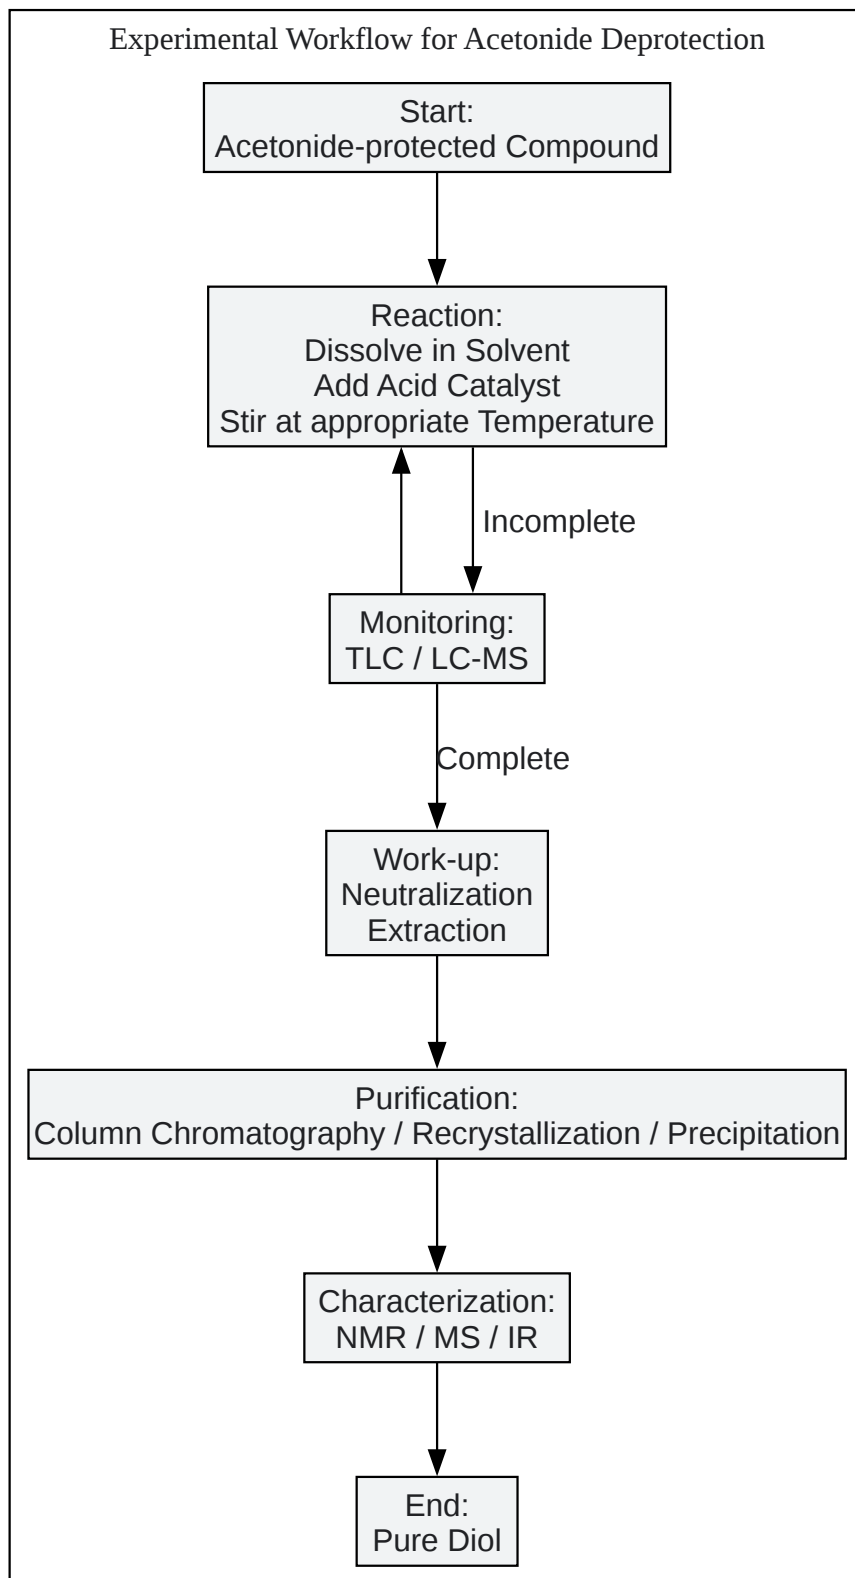 Experimental Workflow for Acetonide Deprotection
Start:
Acetonide-protected Compound
Reaction:
Dissolve in Solvent
Add Acid Catalyst
Stir at appropriate Temperature
Incomplete
Monitoring:
TLC / LC-MS
Complete
Work-up:
Neutralization
Extraction
Purification:
Column Chromatography / Recrystallization / Precipitation
Characterization:
NMR / MS / IR
End:
Pure Diol